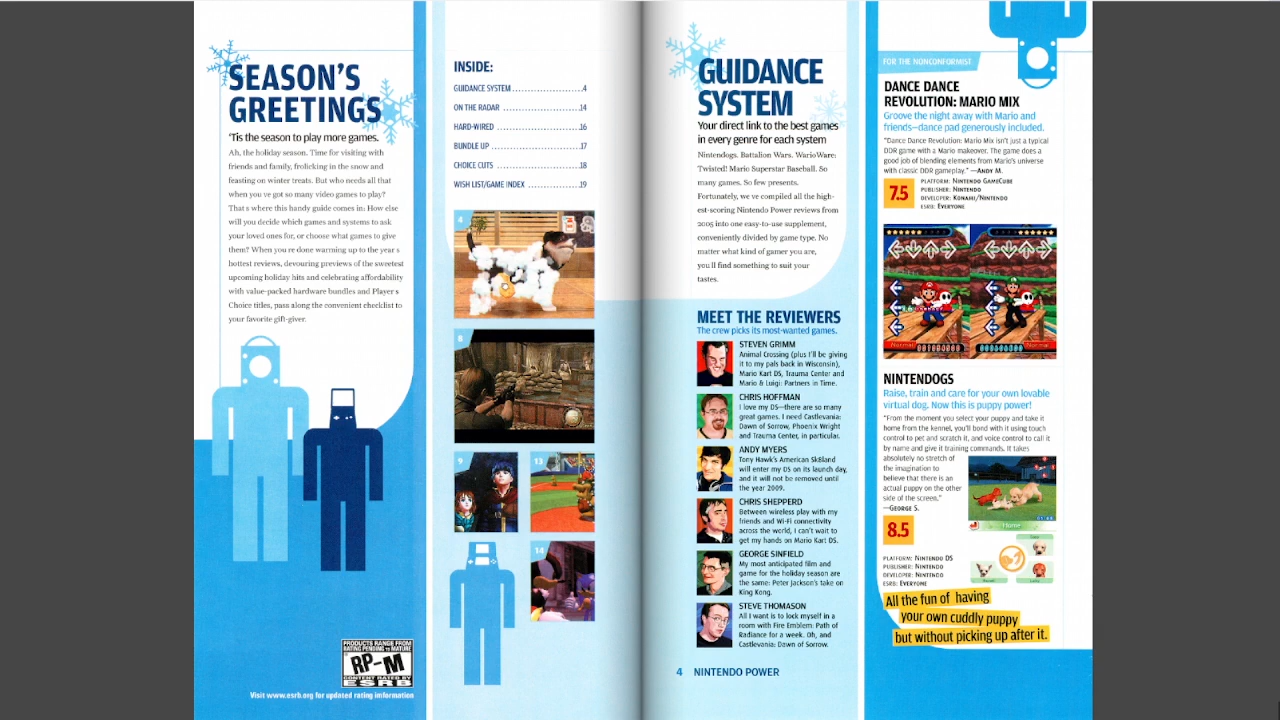 SEASON'S
GREETINGS
'Tis the season to play more games.
Ah, the holiday season. Time for visiting with
friends and family, frolicking in the snow and
feasting on winter treats. But who needs all that
when you've got so many video games to play?
That's where this handy guide comes in. How else
will you decide which games and systems to ask
your loved ones for, or choose what games to give
them? When you're done warming up to the year s
hottest reviews, devouring previews of the sweetest
upcoming holiday hits and celebrating affordability
with value-packed hardware bundles and Player s
Choice titles, pass along the convenient checklist to
your favorite gift-giver.
PRODUCTS RANGE FROM
RATING PENDING to MATURE
RP-M
CONTENT RATED BY
ESRB
Visit www.esrb.org for updated rating information
INSIDE:
GUIDANCE SYSTEM.......................4
ON THE RADAR .........................14
HARD-WIRED ...........................16
BUNDLE UP ..............................17
CHOICE CUTS ...........................18
WISH LIST/GAME INDEX .................19
4
8
9
13
14
GUIDANCE
SYSTEM
Your direct link to the best games
in every genre for each system
Nintendogs. Battalion Wars. WarioWare:
Twisted! Mario Superstar Baseball. So
many games. So few presents.
Fortunately, we've compiled all the high-
est-scoring Nintendo Power reviews from
2005 into one easy-to-use supplement,
conveniently divided by game type. No
matter what kind of gamer you are,
you'll find something to suit your
tastes.
MEET THE REVIEWERS
The crew picks its most-wanted games.
STEVEN GRIMM
Animal Crossing (plus I'll be giving
it to my pals back in Wisconsin),
Mario Kart DS, Trauma Center and
Mario & Luigi: Partners in Time.
CHRIS HOFFMAN
I love my DS—there are so many
great games. I need Castlevania:
Dawn of Sorrow, Phoenix Wright
and Trauma Center, in particular.
ANDY MYERS
Tony Hawk's American Sk8land
will enter my DS on its launch day,
and it will not be removed until
the year 2009.
CHRIS SHEPPERD
Between wireless play with my
friends and Wi-Fi connectivity
across the world, I can't wait to
get my hands on Mario Kart DS.
GEORGE SINFIELD
My most anticipated film and
game for the holiday season are
the same: Peter Jackson's take on
King Kong.
STEVE THOMASON
All I want is to lock myself in a
room with Fire Emblem: Path of
Radiance for a week. Oh, and
Castlevania: Dawn of Sorrow.
4 NINTENDO POWER
FOR THE NONCONFORMIST
DANCE DANCE
REVOLUTION: MARIO MIX
Groove the night away with Mario and
friends—dance pad generously included.
"Dance Dance Revolution: Mario Mix isn't just a typical
DDR game with a Mario makeover. The game does a
good job of blending elements from Mario's universe
with classic DDR gameplay." —ANDY M.
7.5
PLATFORM: NINTENDO GAMECUBE
PUBLISHER: NINTENDO
DEVELOPER: KONAMI/NINTENDO
ESRB: EVERYONE
Normal
Normal
NINTENDOGS
Raise, train and care for your own lovable
virtual dog. Now this is puppy power!
"From the moment you select your puppy and take it
home from the kennel, you'll bond with it using touch
control to pet and scratch it, and voice control to call it
by name and give it training commands. It takes
absolutely no stretch of
the imagination to
believe that there is an
actual puppy on the other
side of the screen."
—GEORGE S.
8.5
Home
PLATFORM: NINTENDO DS
PUBLISHER: NINTENDO
DEVELOPER: NINTENDO
ESRB: EVERYONE
All the fun of having
your own cuddly puppy
but without picking up after it.